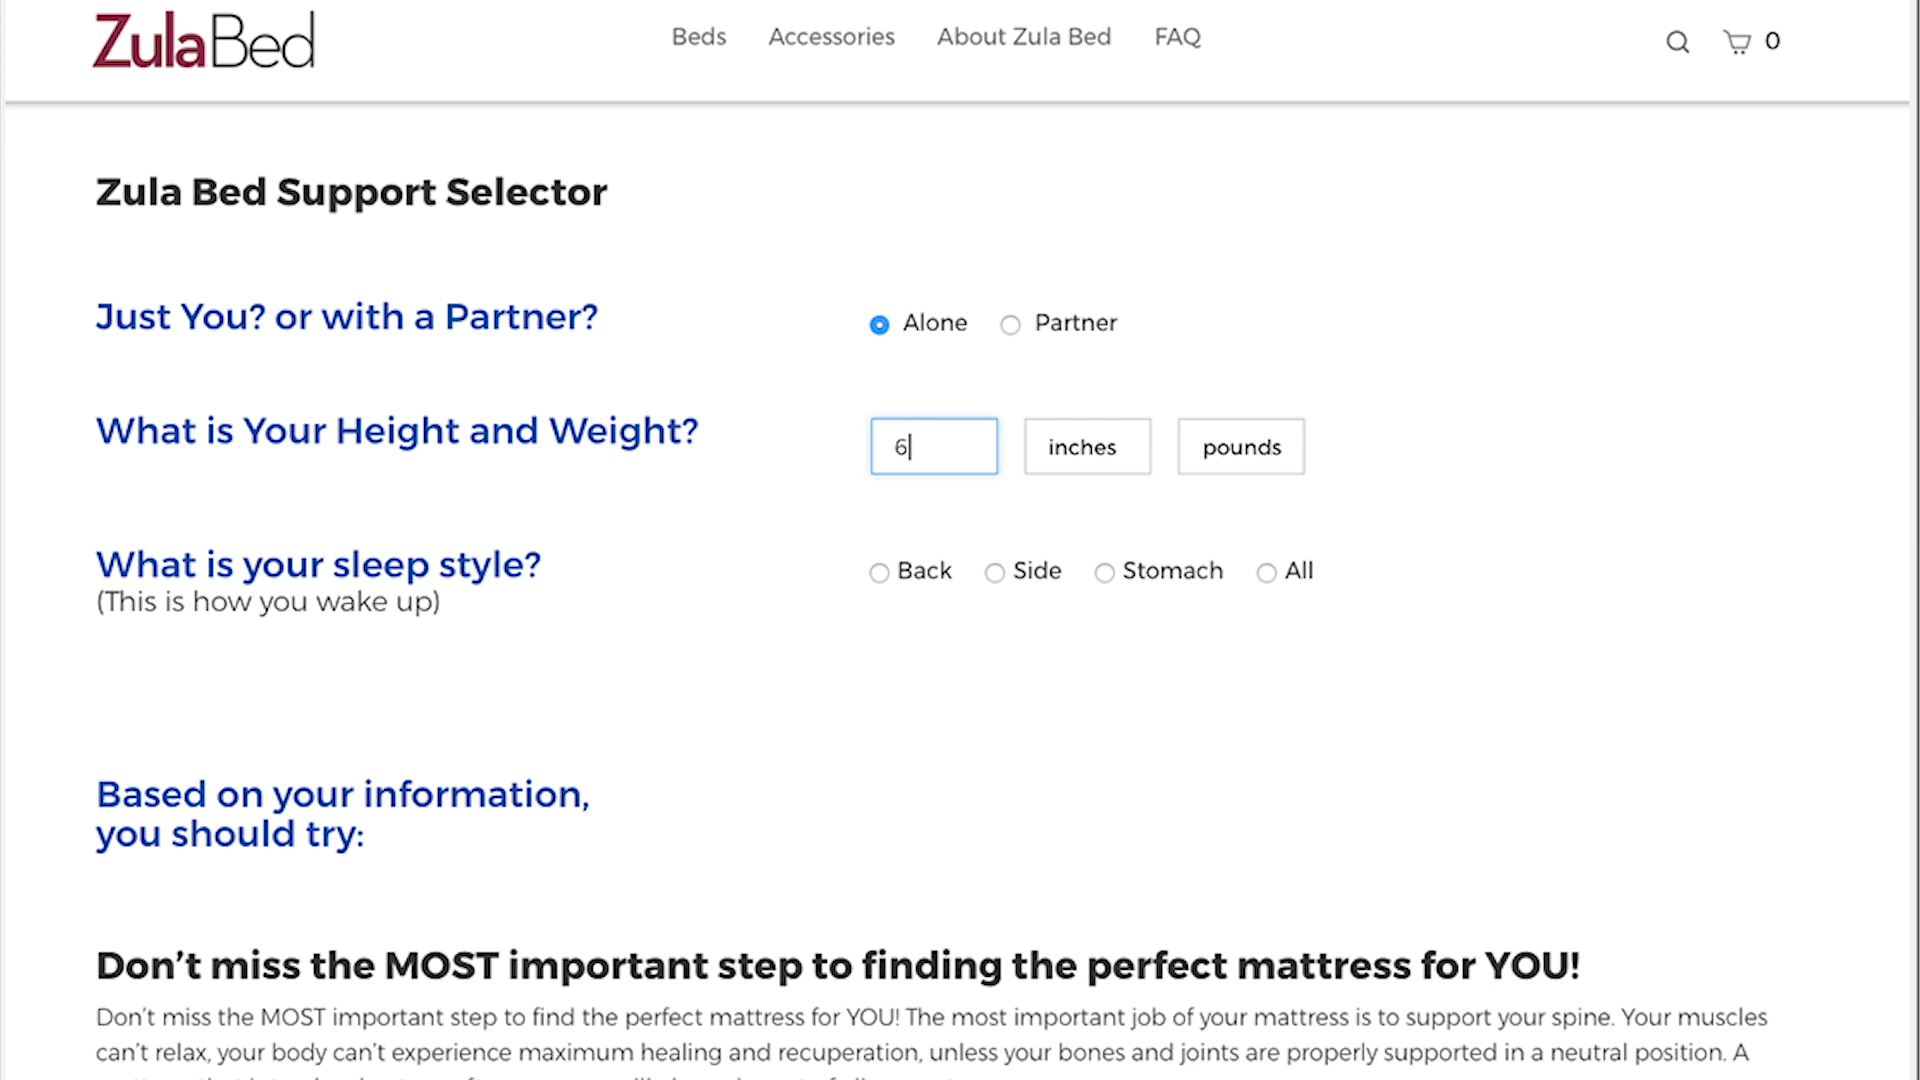 ZulaBed
Beds Accessories About Zula Bed FAQ
0
Zula Bed Support Selector
Just You? or with a Partner?
Alone Partner
What is Your Height and Weight?
6 inches pounds
What is your sleep style?
(This is how you wake up)
Back Side Stomach All
Based on your information,
you should try:
Don't miss the MOST important step to finding the perfect mattress for YOU!
Don't miss the MOST important step to find the perfect mattress for YOU! The most important job of your mattress is to support your spine. Your muscles
can't relax, your body can't experience maximum healing and recuperation, unless your bones and joints are properly supported in a neutral position. A